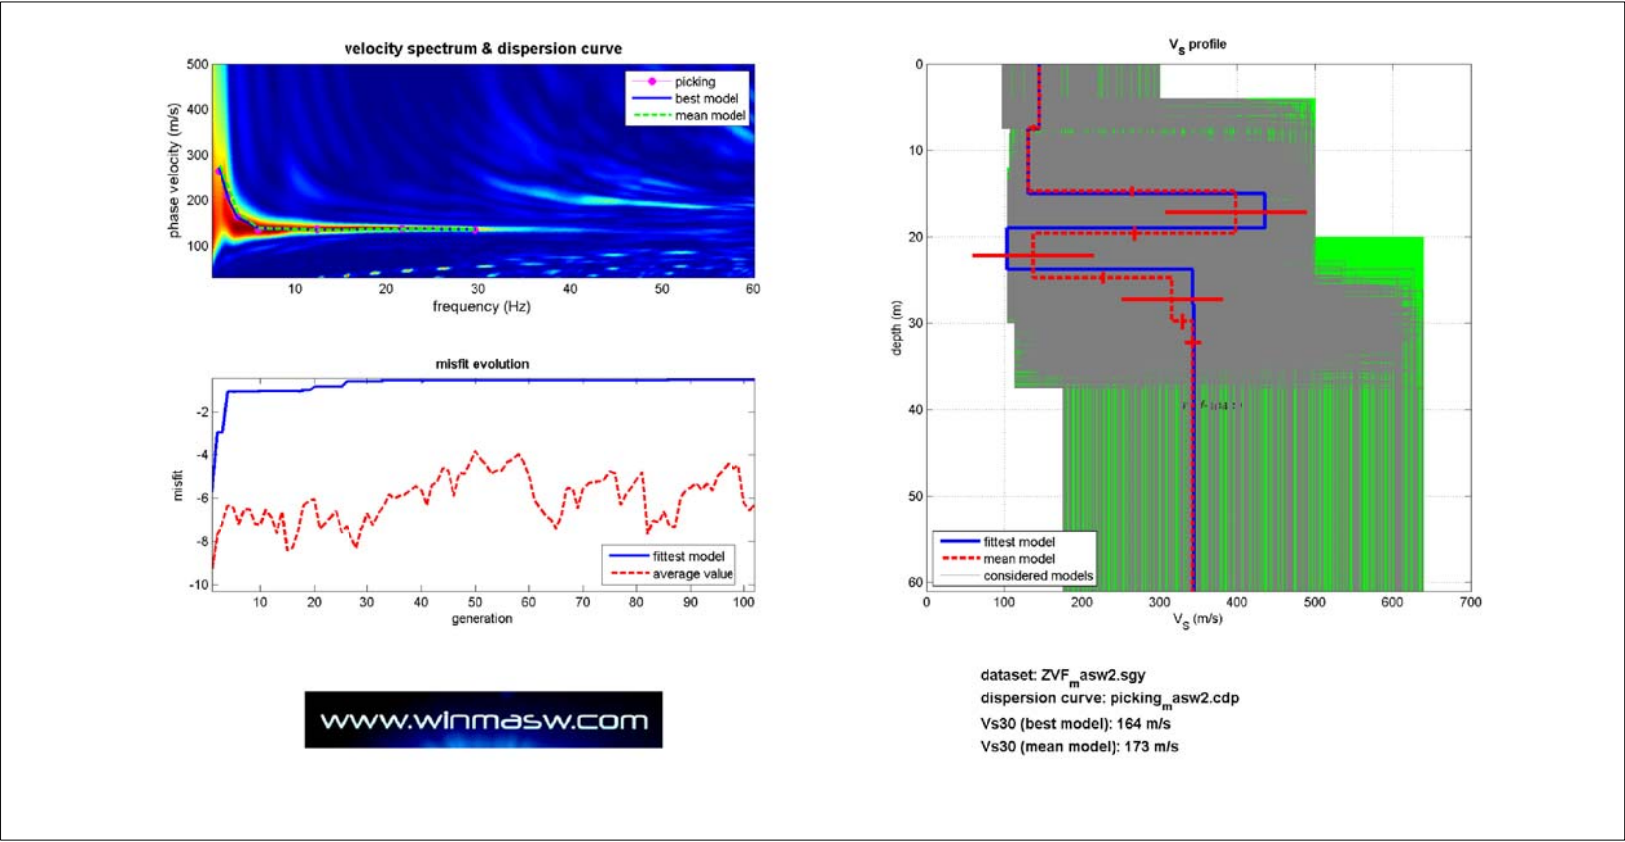 velocity spectrum & dispersion curve
500
400
300
200
100
phase velocity (m/s)
picking
best model
mean model
10 20 30 40 50 60
frequency (Hz)
misfit evolution
-2
-4
-6
-8
-10
misfit
fittest model
average value
10 20 30 40 50 60 70 80 90 100
generation
www.winmasw.com
VS profile
0
10
20
30
40
50
60
depth (m)
fittest model
mean model
considered models
0 100 200 300 400 500 600 700
VS (m/s)
dataset: ZVFmasw2.sgy
dispersion curve: pickingmasw2.cdp
Vs30 (best model): 164 m/s
Vs30 (mean model): 173 m/s